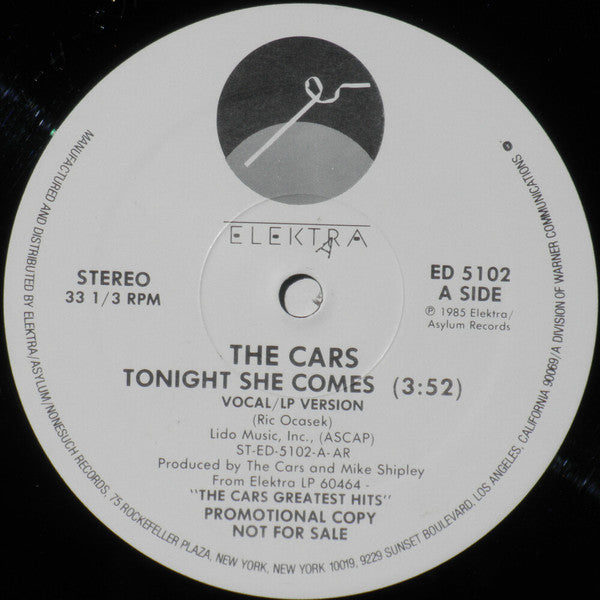 ELEKTRA
STEREO
33 1/3 RPM
ED 5102
A SIDE
℗ 1985 Elektra/
Asylum Records
THE CARS
TONIGHT SHE COMES (3:52)
VOCAL/LP VERSION
(Ric Ocasek)
Lido Music, Inc., (ASCAP)
ST-ED-5102-A-AR
Produced by The Cars and Mike Shipley
From Elektra LP 60464 -
"THE CARS GREATEST HITS"
PROMOTIONAL COPY
NOT FOR SALE
MANUFACTURED AND DISTRIBUTED BY ELEKTRA/ASYLUM/NONESUCH RECORDS, 75 ROCKEFELLER PLAZA, NEW YORK, NEW YORK 10019, 9229 SUNSET BOULEVARD, LOS ANGELES, CALIFORNIA 90069/A DIVISION OF WARNER COMMUNICATIONS